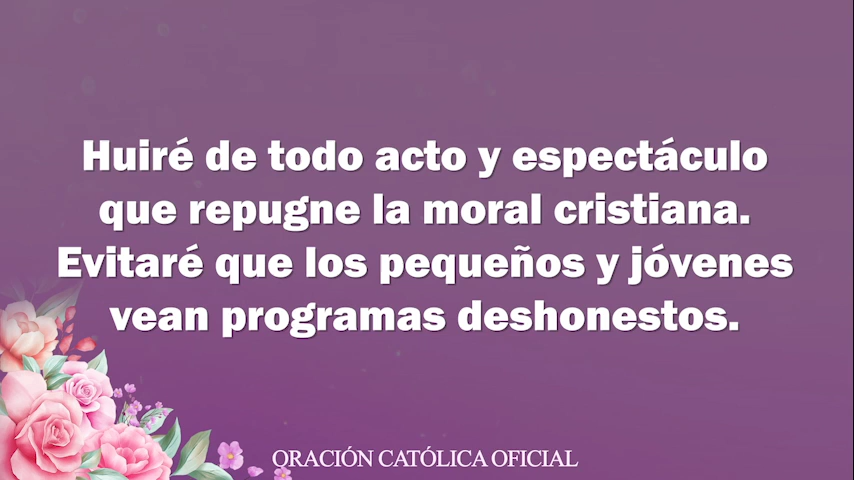 Huiré de todo acto y espectáculo
que repugne la moral cristiana.
Evitaré que los pequeños y jóvenes
vean programas deshonestos.
ORACIÓN CATÓLICA OFICIAL